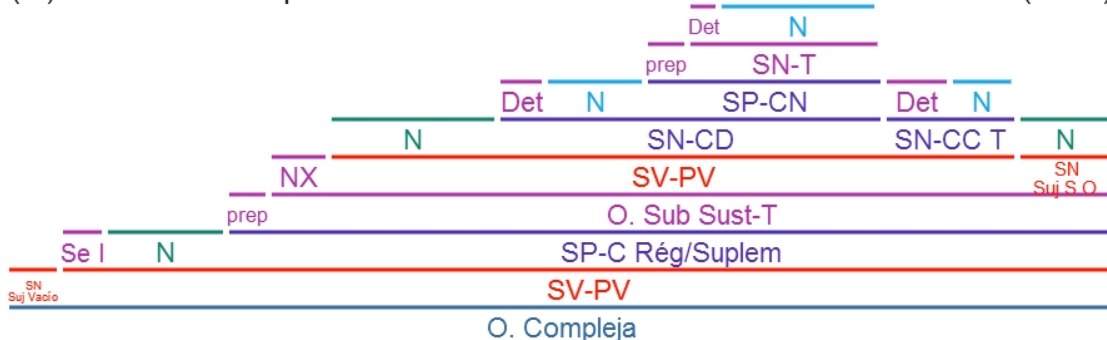 Det N
prep SN-T
Det N SP-CN Det N
N SN-CD SN-CC T N
NX SV-PV SN
Suj S O
prep O. Sub Sust-T
Se I N SP-C Rég/Suplem
SN
Suj Vacío SV-PV
O. Compleja